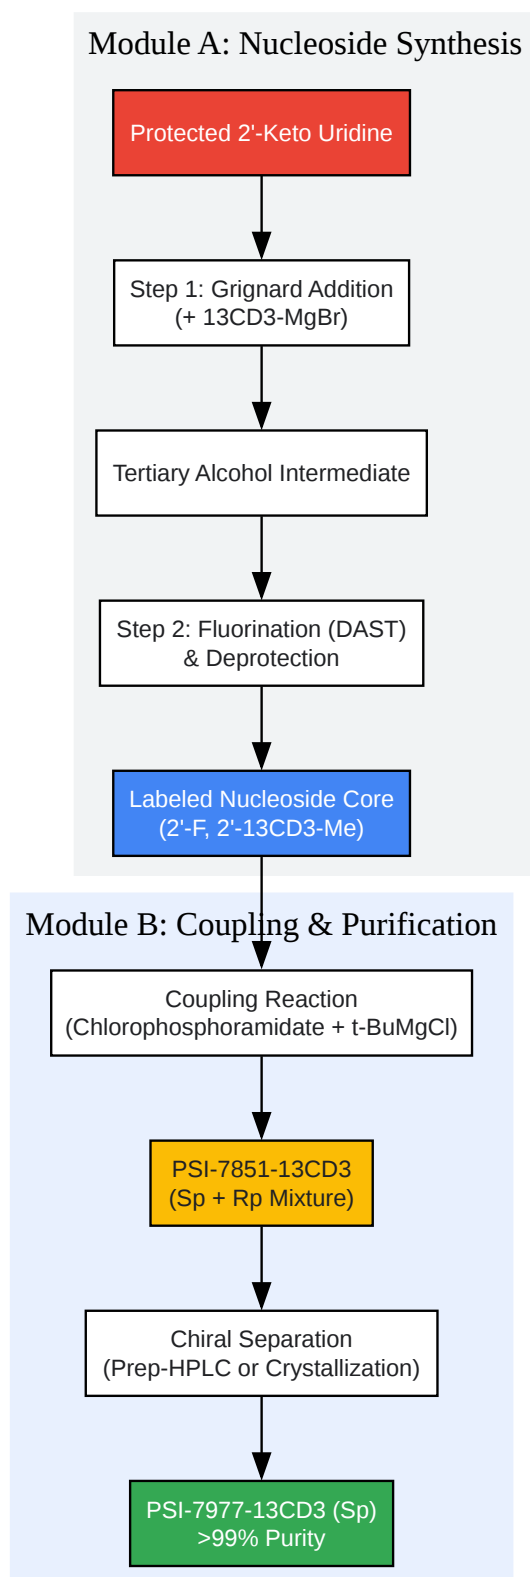 Module A: Nucleoside Synthesis
Protected 2'-Keto Uridine
Step 1: Grignard Addition
(+ 13CD3-MgBr)
Tertiary Alcohol Intermediate
Step 2: Fluorination (DAST)
& Deprotection
Labeled Nucleoside Core
(2'-F, 2'-13CD3-Me)
Module B: Coupling & Purification
Coupling Reaction
(Chlorophosphoramidate + t-BuMgCl)
PSI-7851-13CD3
(Sp + Rp Mixture)
Chiral Separation
(Prep-HPLC or Crystallization)
PSI-7977-13CD3 (Sp)
>99% Purity